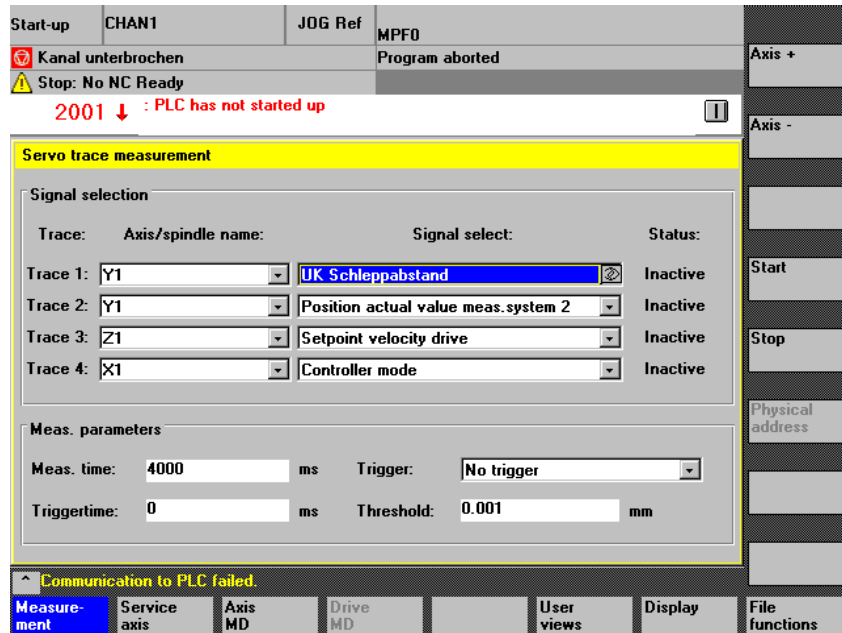 Start-up CHAN1 JOG Ref MPF0
Kanal unterbrochen Program aborted
Stop: No NC Ready
2001 ↓ : PLC has not started up
Servo trace measurement
Signal selection
Trace: Axis/spindle name: Signal select: Status:
Trace 1: Y1 UK Schleppabstand Inactive
Trace 2: Y1 Position actual value meas.system 2 Inactive
Trace 3: Z1 Setpoint velocity drive Inactive
Trace 4: X1 Controller mode Inactive
Meas. parameters
Meas. time: 4000 ms Trigger: No trigger
Triggertime: 0 ms Threshold: 0.001 mm
Communication to PLC failed.
Axis +
Axis -
Start
Stop
Physical
address
Measure-
ment
Service
axis
Axis
MD
Drive
MD
User
views
Display
File
functions